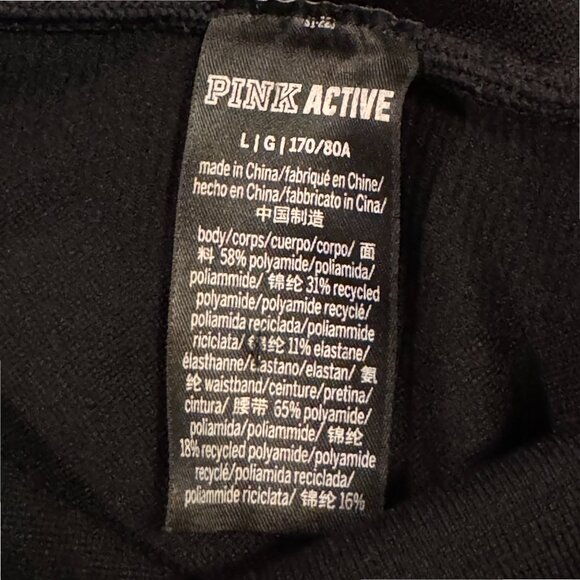 PINK ACTIVE
L | G | 170/80A
made in China/fabriqué en Chine/
hecho en China/fabbricato in Cina/
中国制造
body/corps/cuerpo/corpo/ 面
料 58% polyamide/poliamida/
poliammide/ 锦纶 31% recycled
polyamide/polyamide recyclé/
poliamida reciclada/poliammide
riciclata/ 锦纶 11% elastane/
élasthanne/elastano/elastan/ 氨
纶 waistband/ceinture/pretina/
cintura/ 腰带 65% polyamide/
poliamida/poliammide/ 锦纶
18% recycled polyamide/polyamide
recyclé/poliamida reciclada/
poliammide riciclata/ 锦纶 16%